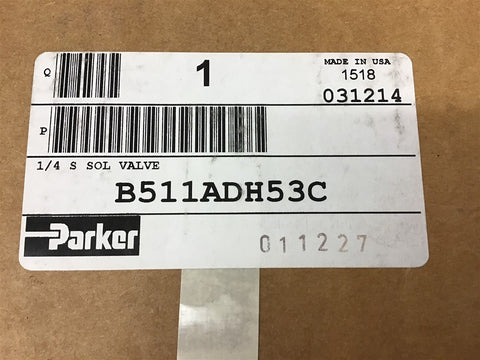 Q
1
MADE IN USA
1518
031214
P
1/4 S SOL VALVE
B511ADH53C
Parker
011227